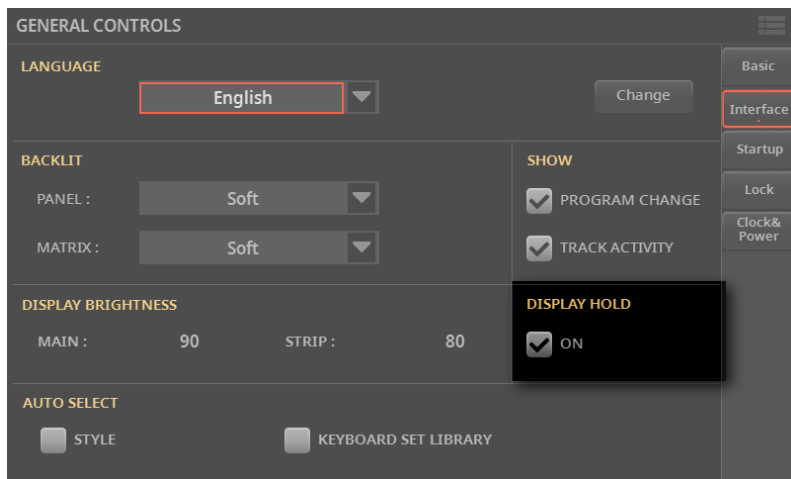 GENERAL CONTROLS
LANGUAGE
English
Change
BACKLIT
PANEL :
Soft
MATRIX :
Soft
SHOW
PROGRAM CHANGE
TRACK ACTIVITY
DISPLAY BRIGHTNESS
MAIN :
90
STRIP :
80
DISPLAY HOLD
ON
AUTO SELECT
STYLE
KEYBOARD SET LIBRARY
Basic
Interface
Startup
Lock
Clock&
Power